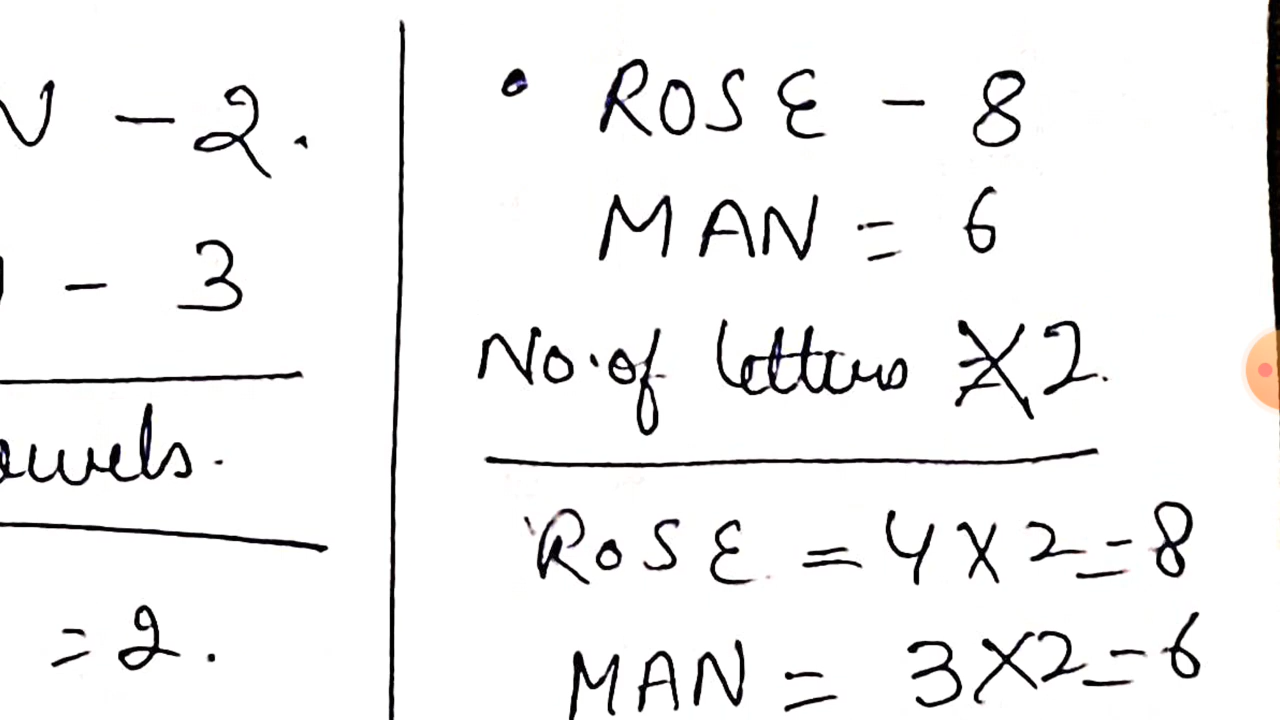 – 2.
– 3
= 2.
• ROSE – 8
MAN = 6
No. of letters X 2.
ROSE = 4 X 2 = 8
MAN = 3 X 2 = 6